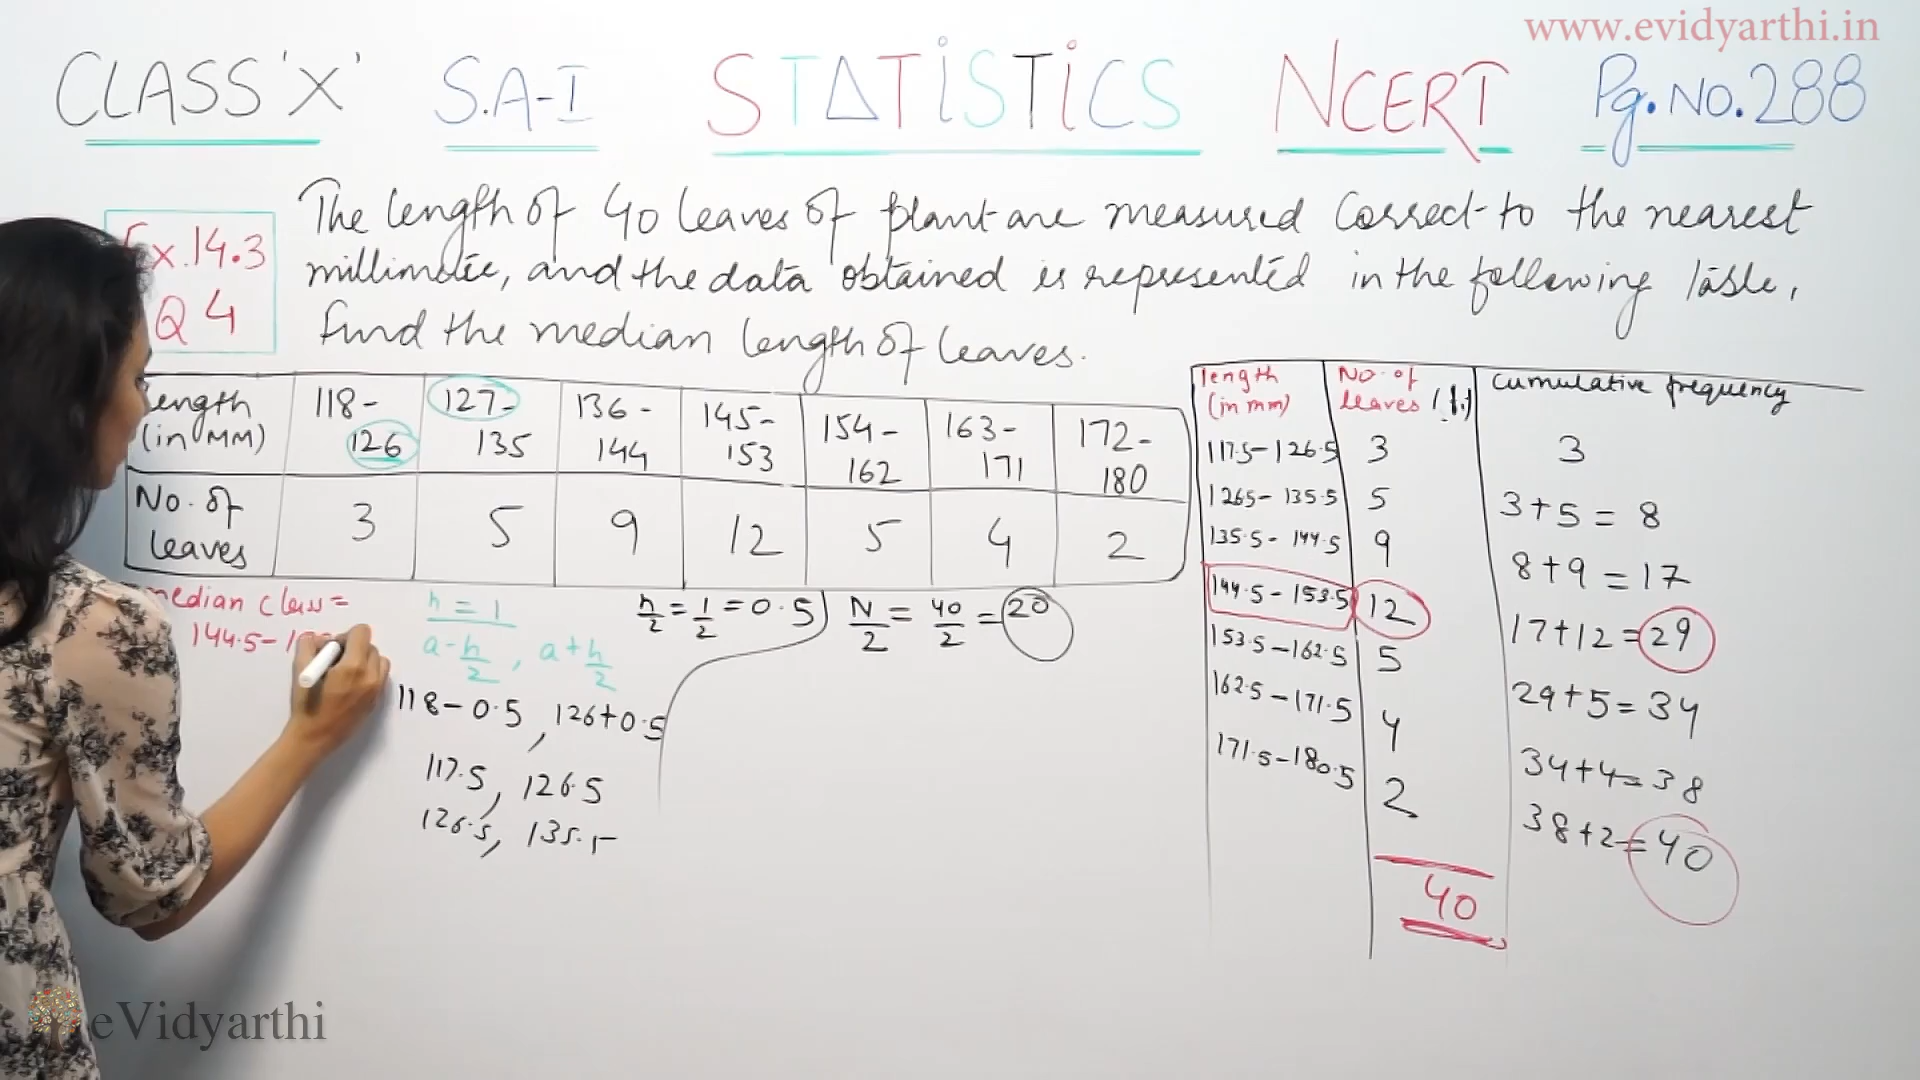 www.evidyarthi.in
CLASS 'X' S.A-I STATISTICS NCERT Pg.No.288
Ex.14.3
Q 4
The length of 40 leaves of plant are measured correct to the nearest
millimetre, and the data obtained is represented in the following table,
Find the median length of leaves.
length (in MM) 118-126 127-135 136-144 145-153 154-162 163-171 172-180
No. of leaves 3 5 9 12 5 4 2
median class =
144.5-
h = 1
a - h/2 , a + h/2
118-0.5 , 126+0.5
117.5 , 126.5
126.5 , 135.5
h/2 = 1/2 = 0.5
N/2 = 40/2 = 20
length (in mm) No. of leaves (f.) cumulative frequency
117.5-126.5 3 3
1265-135.5 5 3+5=8
135.5-144.5 9 8+9=17
144.5-153.5 12 17+12=29
153.5-162.5 5 29+5=34
162.5-171.5 4 34+4=38
171.5-180.5 2 38+2=40
40
eVidyarthi